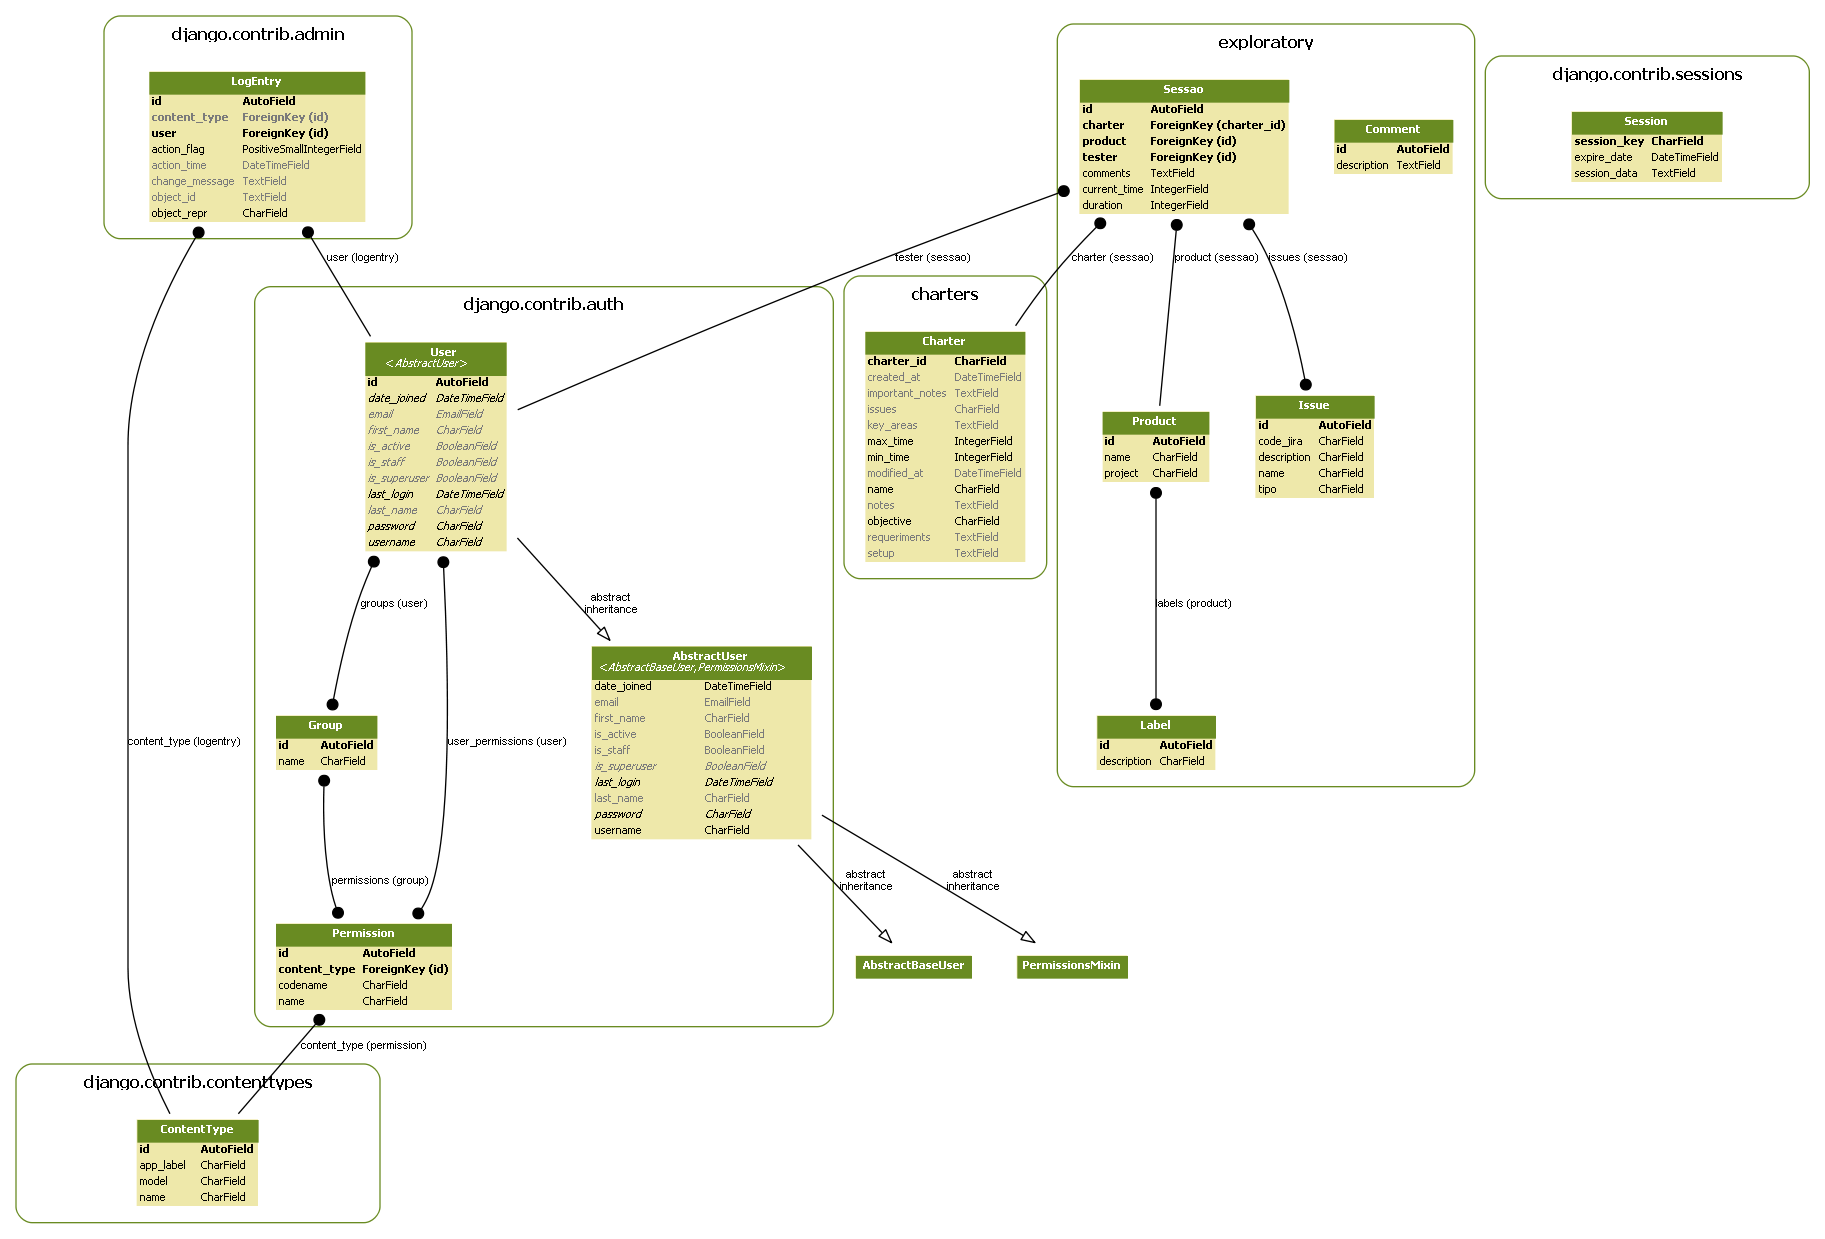 django.contrib.admin
LogEntry
id AutoField
content_type ForeignKey (id)
user ForeignKey (id)
action_flag PositiveSmallIntegerField
action_time DateTimeField
change_message TextField
object_id TextField
object_repr CharField
exploratory
Sessao
id AutoField
charter ForeignKey (charter_id)
product ForeignKey (id)
tester ForeignKey (id)
comments TextField
current_time IntegerField
duration IntegerField
Comment
id AutoField
description TextField
django.contrib.sessions
Session
session_key CharField
expire_date DateTimeField
session_data TextField
user (logentry)
tester (sessao)
charter (sessao)
product (sessao)
issues (sessao)
django.contrib.auth
User
<AbstractUser>
id AutoField
date_joined DateTimeField
email EmailField
first_name CharField
is_active BooleanField
is_staff BooleanField
is_superuser BooleanField
last_login DateTimeField
last_name CharField
password CharField
username CharField
charters
Charter
charter_id CharField
created_at DateTimeField
important_notes TextField
issues CharField
key_areas TextField
max_time IntegerField
min_time IntegerField
modified_at DateTimeField
name CharField
notes TextField
objective CharField
requeriments TextField
setup TextField
Product
id AutoField
name CharField
project CharField
Issue
id AutoField
code_jira CharField
description CharField
name CharField
tipo CharField
groups (user)
abstract
inheritance
labels (product)
AbstractUser
<AbstractBaseUser,PermissionsMixin>
date_joined DateTimeField
email EmailField
first_name CharField
is_active BooleanField
is_staff BooleanField
is_superuser BooleanField
last_login DateTimeField
last_name CharField
password CharField
username CharField
Group
id AutoField
name CharField
Label
id AutoField
description CharField
content_type (logentry)
user_permissions (user)
permissions (group)
abstract
inheritance
abstract
inheritance
Permission
id AutoField
content_type ForeignKey (id)
codename CharField
name CharField
AbstractBaseUser
PermissionsMixin
content_type (permission)
django.contrib.contenttypes
ContentType
id AutoField
app_label CharField
model CharField
name CharField